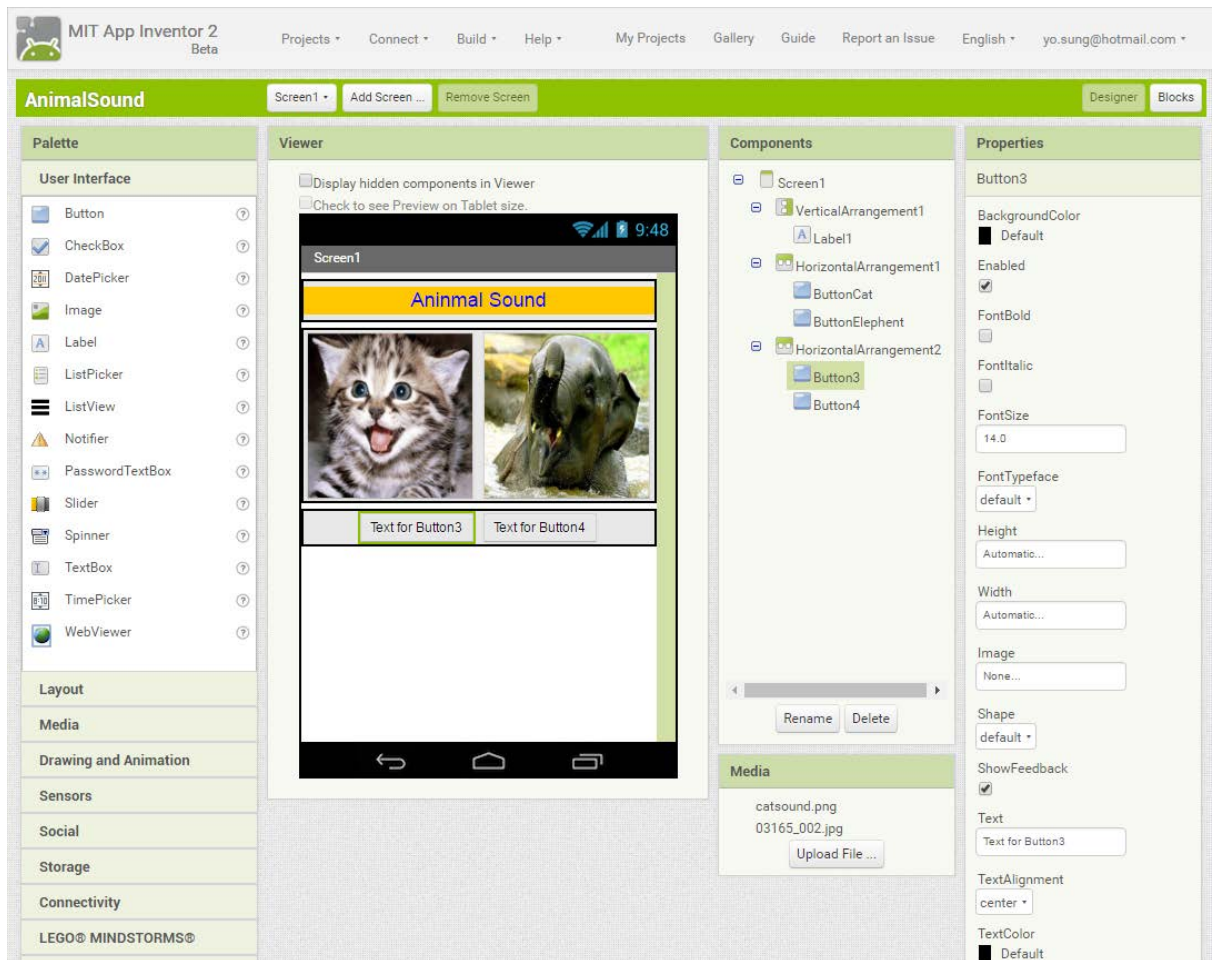 MIT App Inventor 2
Beta
Projects Connect Build Help My Projects Gallery Guide Report an Issue English yo.sung@hotmail.com
AnimalSound
Screen1 Add Screen ... Remove Screen Designer Blocks
Palette
User Interface
Button
CheckBox
DatePicker
Image
Label
ListPicker
ListView
Notifier
PasswordTextBox
Slider
Spinner
TextBox
TimePicker
WebViewer
Layout
Media
Drawing and Animation
Sensors
Social
Storage
Connectivity
LEGO® MINDSTORMS®
Viewer
Display hidden components in Viewer
Check to see Preview on Tablet size.
9:48
Screen1
Aninmal Sound
Text for Button3 Text for Button4
Components
Screen1
VerticalArrangement1
Label1
HorizontalArrangement1
ButtonCat
ButtonElephent
HorizontalArrangement2
Button3
Button4
Rename Delete
Media
catsound.png
03165_002.jpg
Upload File ...
Properties
Button3
BackgroundColor
Default
Enabled
FontBold
FontItalic
FontSize
14.0
FontTypeface
default
Height
Automatic...
Width
Automatic...
Image
None...
Shape
default
ShowFeedback
Text
Text for Button3
TextAlignment
center
TextColor
Default